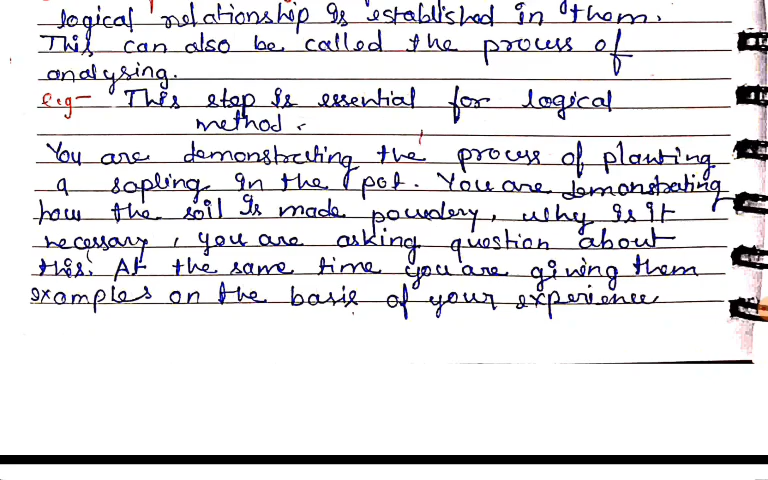 logical relationship is established in them.
This can also be called the process of
analysing.
e.g- This step is essential for logical
method.
You are demonstrating the process of planting
a sapling in the pot. You are demonstrating
how the soil is made powdery, why is it
necessary, you are asking question about
this. At the same time you are giving them
examples on the basis of your experience